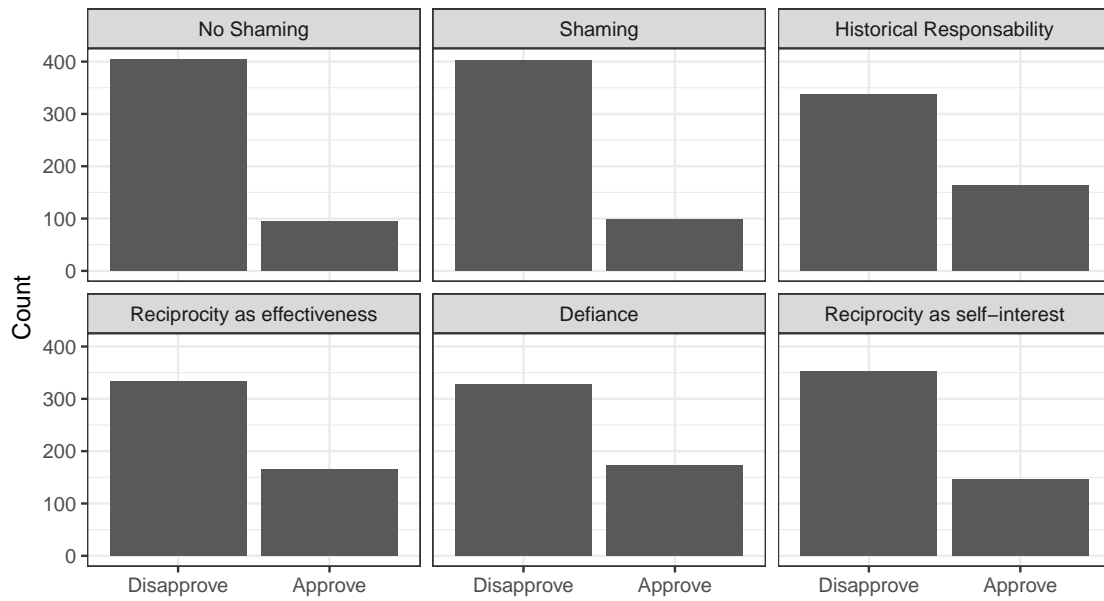 No Shaming
Shaming
Historical Responsability
400
300
200
100
0
Reciprocity as effectiveness
Defiance
Reciprocity as self−interest
400
300
200
100
0
Count
Disapprove
Approve
Disapprove
Approve
Disapprove
Approve